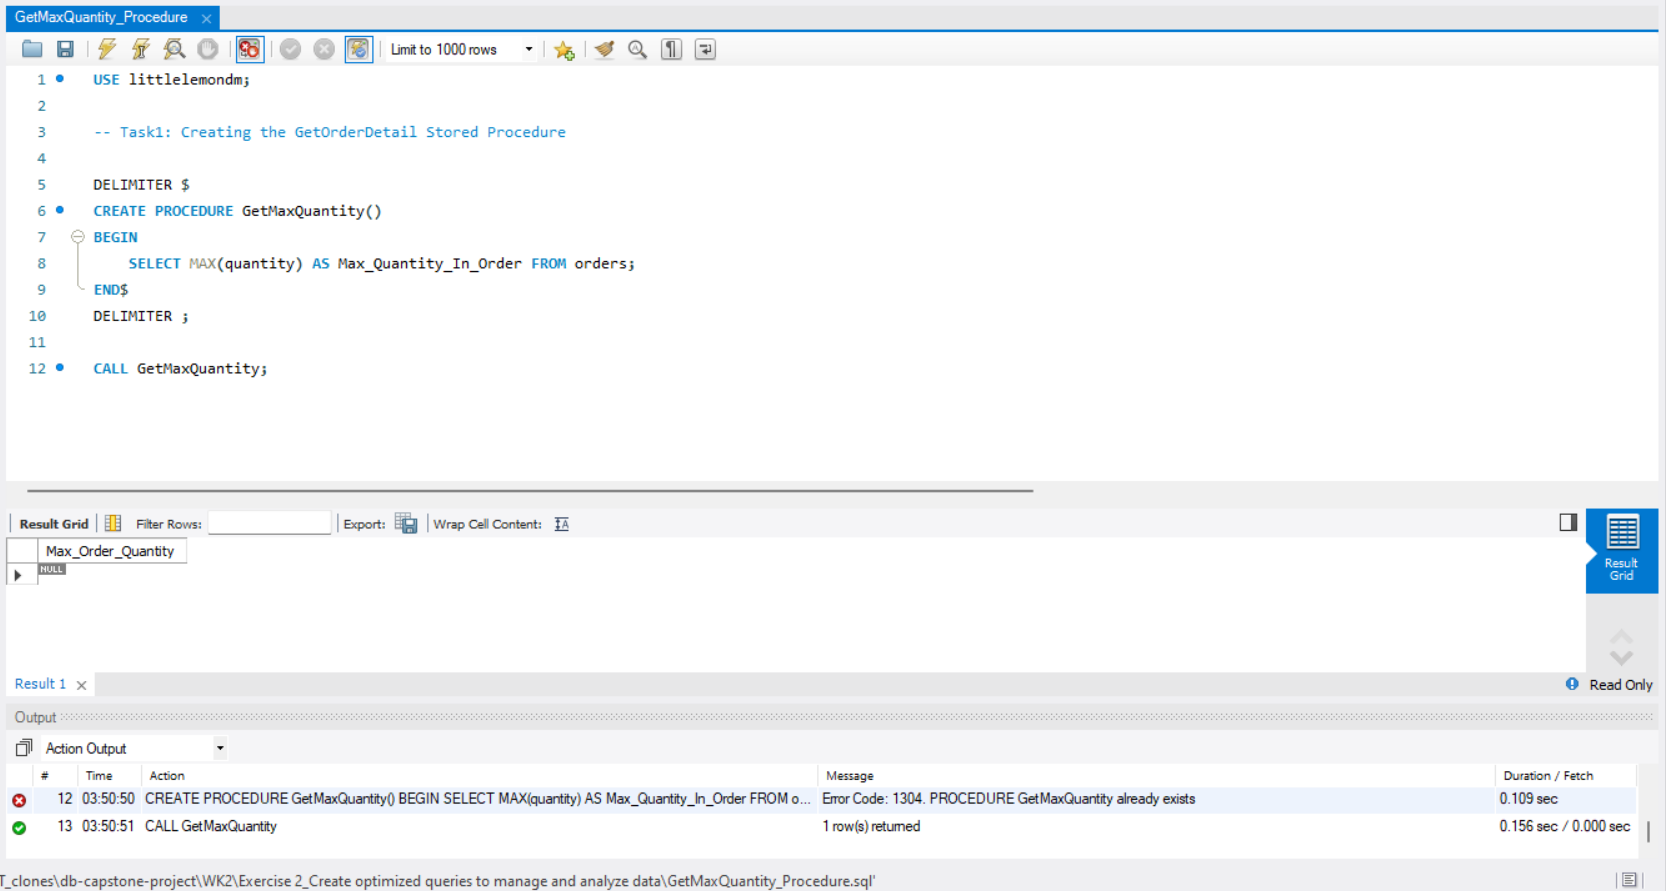 GetMaxQuantity_Procedure
Limit to 1000 rows
1 USE littlelemondm;
2
3 -- Task1: Creating the GetOrderDetail Stored Procedure
4
5 DELIMITER $
6 CREATE PROCEDURE GetMaxQuantity()
7 BEGIN
8 SELECT MAX(quantity) AS Max_Quantity_In_Order FROM orders;
9 END$
10 DELIMITER ;
11
12 CALL GetMaxQuantity;
Result Grid Filter Rows: Export: Wrap Cell Content: IA
Max_Order_Quantity
NULL
Result Grid
Result 1 Read Only
Output
Action Output
# Time Action Message Duration / Fetch
12 03:50:50 CREATE PROCEDURE GetMaxQuantity() BEGIN SELECT MAX(quantity) AS Max_Quantity_In_Order FROM o... Error Code: 1304. PROCEDURE GetMaxQuantity already exists 0.109 sec
13 03:50:51 CALL GetMaxQuantity 1 row(s) returned 0.156 sec / 0.000 sec
T_clones\db-capstone-project\WK2\Exercise 2_Create optimized queries to manage and analyze data\GetMaxQuantity_Procedure.sql'